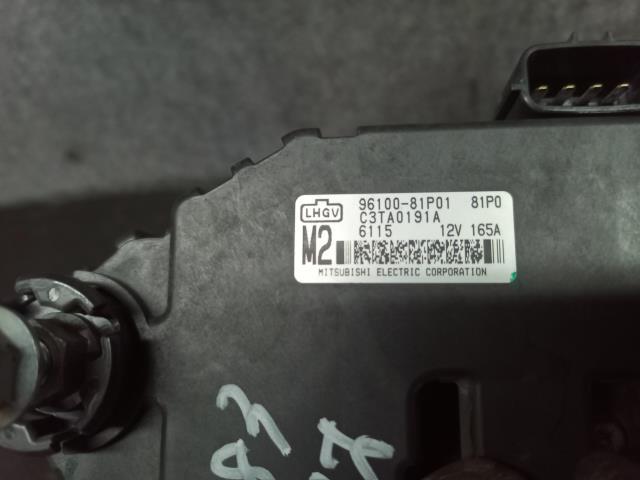 LHGV 96100-81P01 81P0
C3TA0191A
M2 6115 12V 165A
MITSUBISHI ELECTRIC CORPORATION